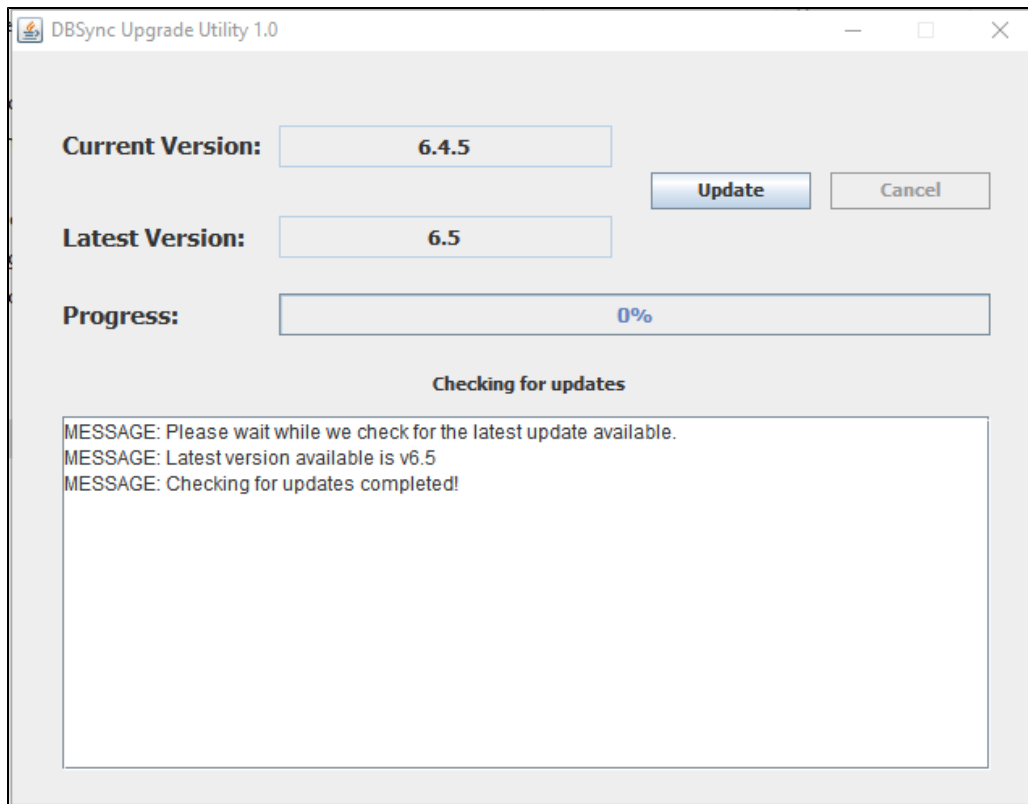 DBSync Upgrade Utility 1.0
Current Version: 6.4.5
Update Cancel
Latest Version: 6.5
Progress: 0%
Checking for updates
MESSAGE: Please wait while we check for the latest update available.
MESSAGE: Latest version available is v6.5
MESSAGE: Checking for updates completed!